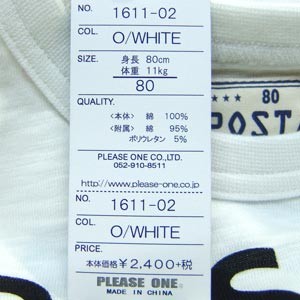 NO. 1611-02
COL. O/WHITE
SIZE. 身長 80cm
体重 11kg
80
QUALITY.
<本体> 綿 100%
<附属> 綿 95%
ポリウレタン 5%
PLEASE ONE CO.,LTD.
052-910-8511
http://www.please-one.co.jp
NO. 1611-02
COL. O/WHITE
PRICE.
本体価格 ¥2,400+税
PLEASE ONE.
MADE IN CHINA
★★★ 80
POSTA